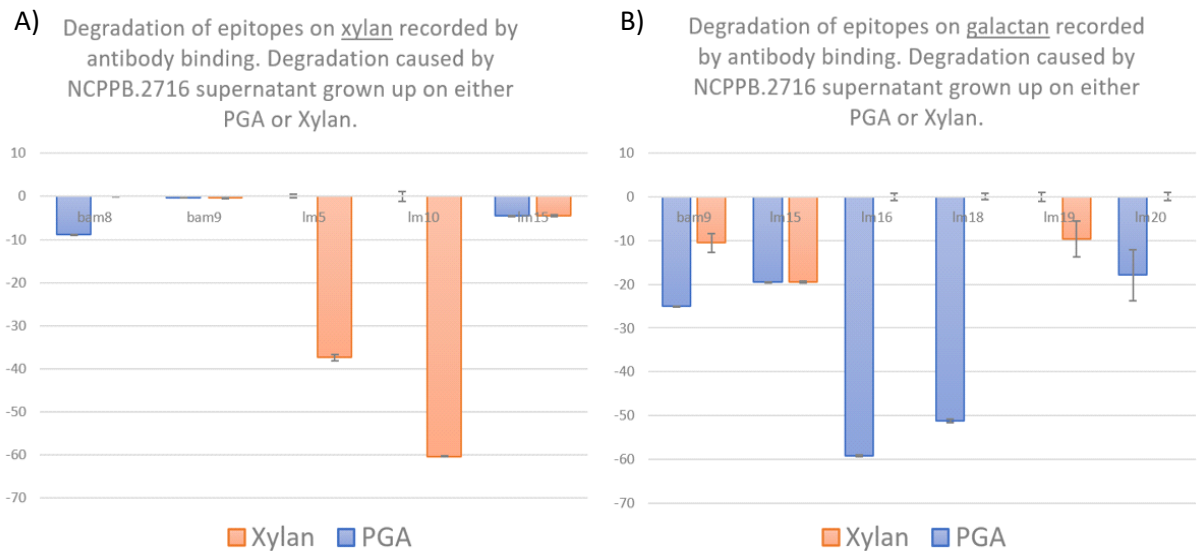 A)
Degradation of epitopes on xylan recorded by
antibody binding. Degradation caused by
NCPPB.2716 supernatant grown up on either
PGA or Xylan.
10
0
-10
-20
-30
-40
-50
-60
-70
bam8 bam9 lm5 lm10 lm15
Xylan PGA
B)
Degradation of epitopes on galactan recorded
by antibody binding. Degradation caused by
NCPPB.2716 supernatant grown up on either
PGA or Xylan.
10
0
-10
-20
-30
-40
-50
-60
-70
bam9 lm15 lm16 lm18 lm19 lm20
Xylan PGA